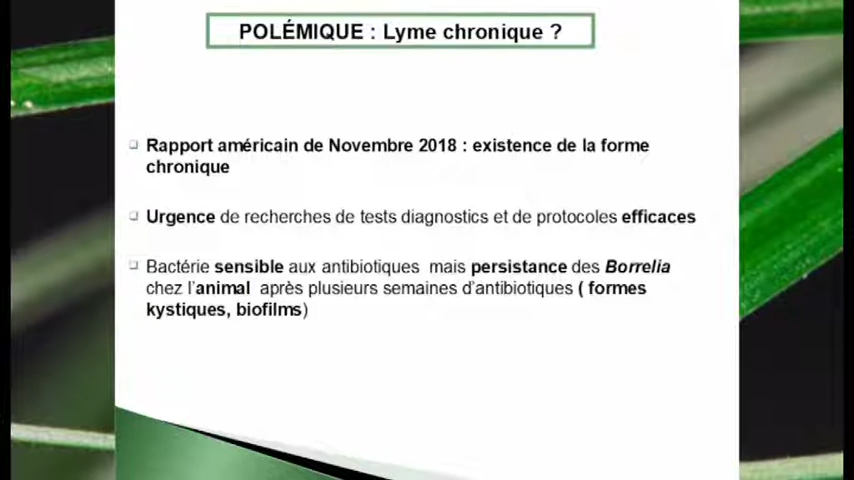 POLÉMIQUE : Lyme chronique ?
Rapport américain de Novembre 2018 : existence de la forme
chronique
Urgence de recherches de tests diagnostics et de protocoles efficaces
Bactérie sensible aux antibiotiques mais persistance des Borrelia
chez l'animal après plusieurs semaines d'antibiotiques ( formes
kystiques, biofilms)